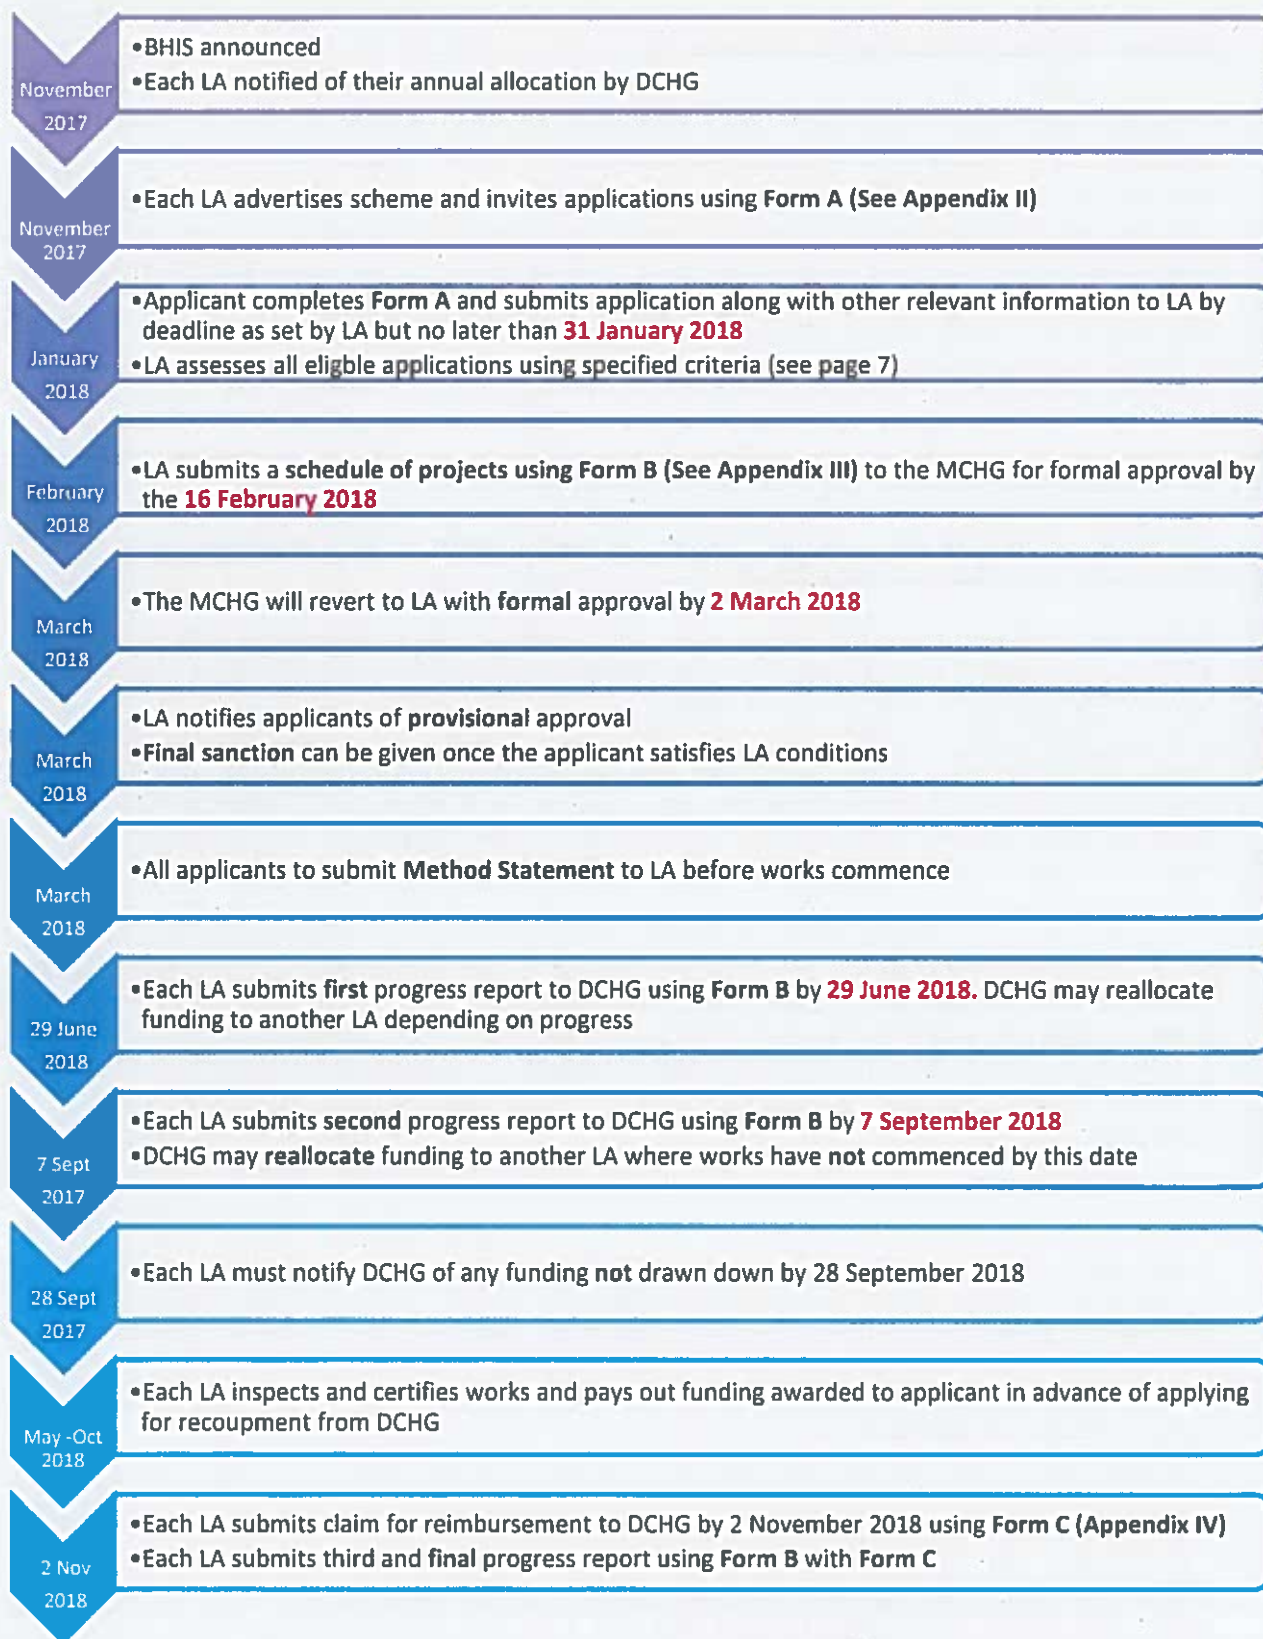 •BHIS announced
•Each LA notified of their annual allocation by DCHG
November
2017
•Each LA advertises scheme and invites applications using Form A (See Appendix II)
November
2017
•Applicant completes Form A and submits application along with other relevant information to LA by
deadline as set by LA but no later than 31 January 2018
•LA assesses all eligble applications using specified criteria (see page 7)
January
2018
•LA submits a schedule of projects using Form B (See Appendix III) to the MCHG for formal approval by
the 16 February 2018
February
2018
•The MCHG will revert to LA with formal approval by 2 March 2018
March
2018
•LA notifies applicants of provisional approval
•Final sanction can be given once the applicant satisfies LA conditions
March
2018
•All applicants to submit Method Statement to LA before works commence
March
2018
•Each LA submits first progress report to DCHG using Form B by 29 June 2018. DCHG may reallocate
funding to another LA depending on progress
29 June
2018
•Each LA submits second progress report to DCHG using Form B by 7 September 2018
•DCHG may reallocate funding to another LA where works have not commenced by this date
7 Sept
2017
•Each LA must notify DCHG of any funding not drawn down by 28 September 2018
28 Sept
2017
•Each LA inspects and certifies works and pays out funding awarded to applicant in advance of applying
for recoupment from DCHG
May -Oct
2018
•Each LA submits claim for reimbursement to DCHG by 2 November 2018 using Form C (Appendix IV)
•Each LA submits third and final progress report using Form B with Form C
2 Nov
2018